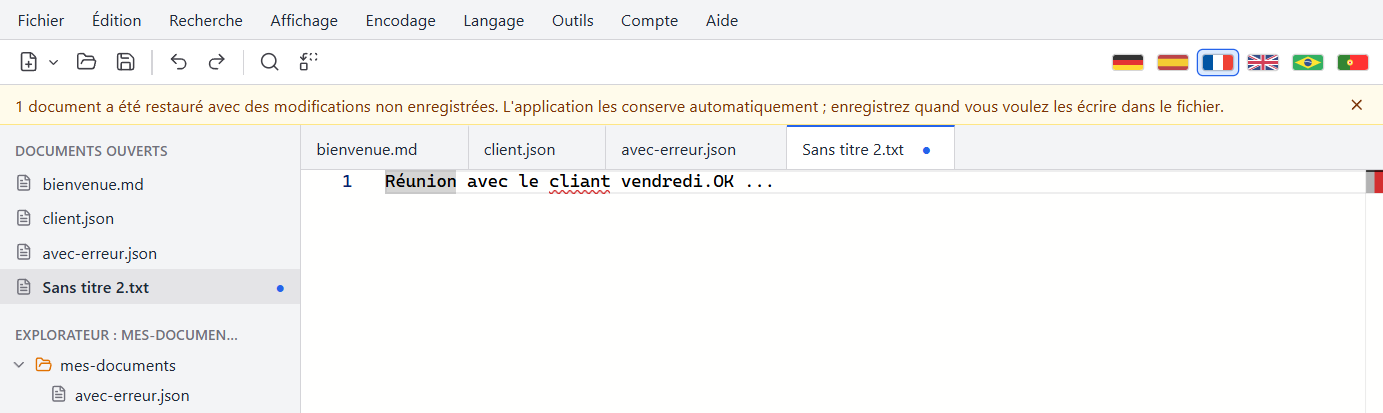 Fichier Édition Recherche Affichage Encodage Langage Outils Compte Aide
1 document a été restauré avec des modifications non enregistrées. L'application les conserve automatiquement ; enregistrez quand vous voulez les écrire dans le fichier.
DOCUMENTS OUVERTS
bienvenue.md
client.json
avec-erreur.json
Sans titre 2.txt
EXPLORATEUR : MES-DOCUMEN...
mes-documents
avec-erreur.json
bienvenue.md client.json avec-erreur.json Sans titre 2.txt
1 Réunion avec le cliant vendredi.OK ...